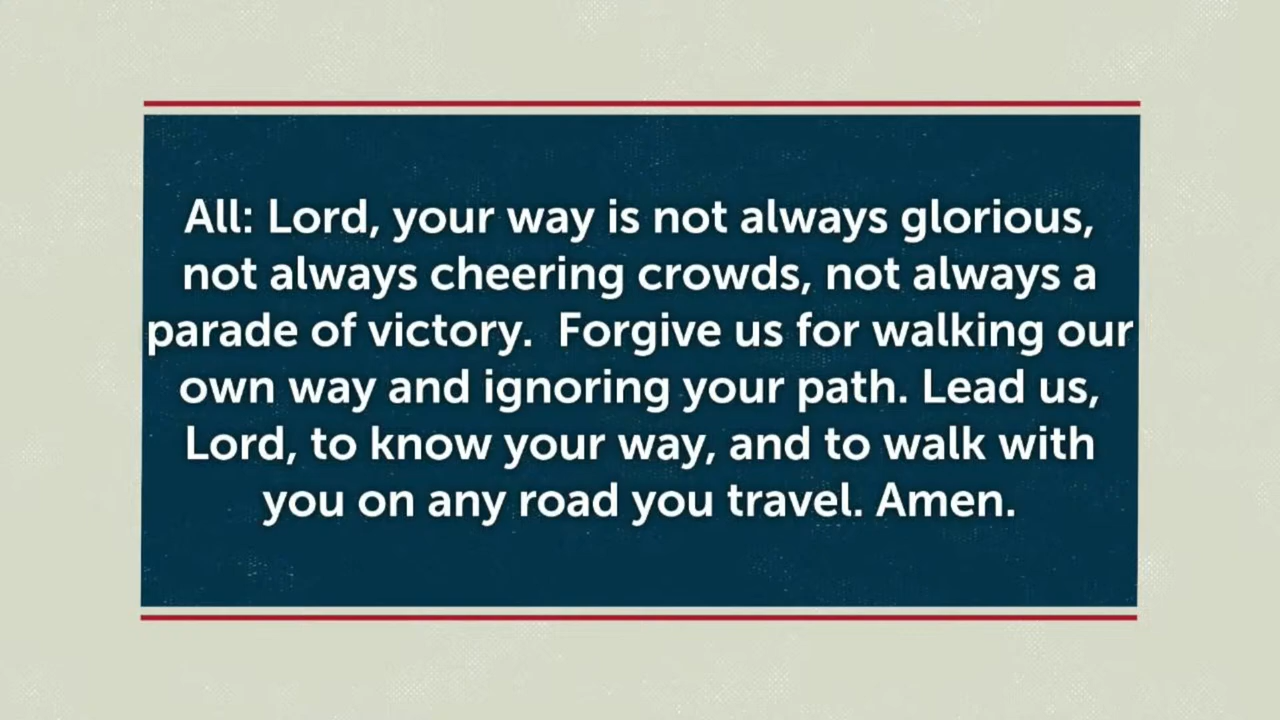 All: Lord, your way is not always glorious,
not always cheering crowds, not always a
parade of victory.  Forgive us for walking our
own way and ignoring your path. Lead us,
Lord, to know your way, and to walk with
you on any road you travel. Amen.